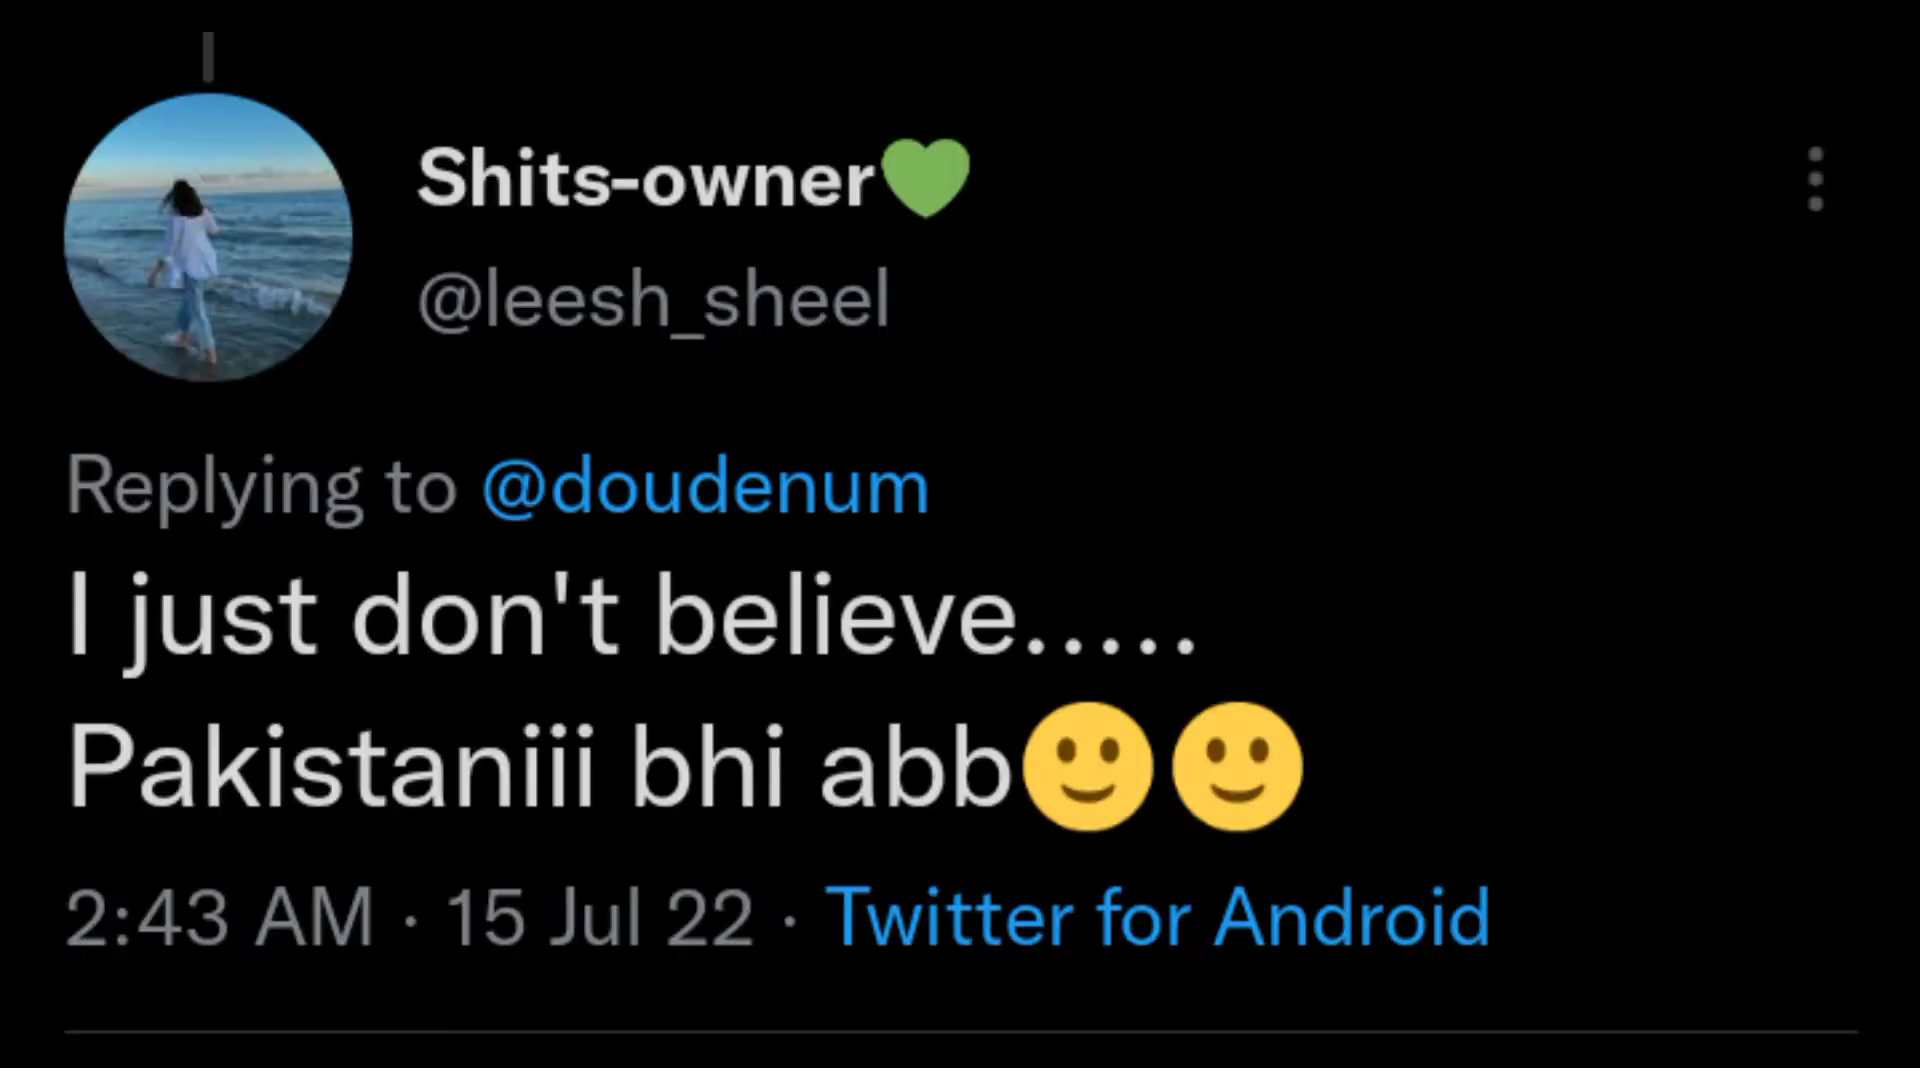 Shits-owner💚
@leesh_sheel
Replying to @doudenum
I just don't believe.....
Pakistaniii bhi abb🙂🙂
2:43 AM · 15 Jul 22 · Twitter for Android